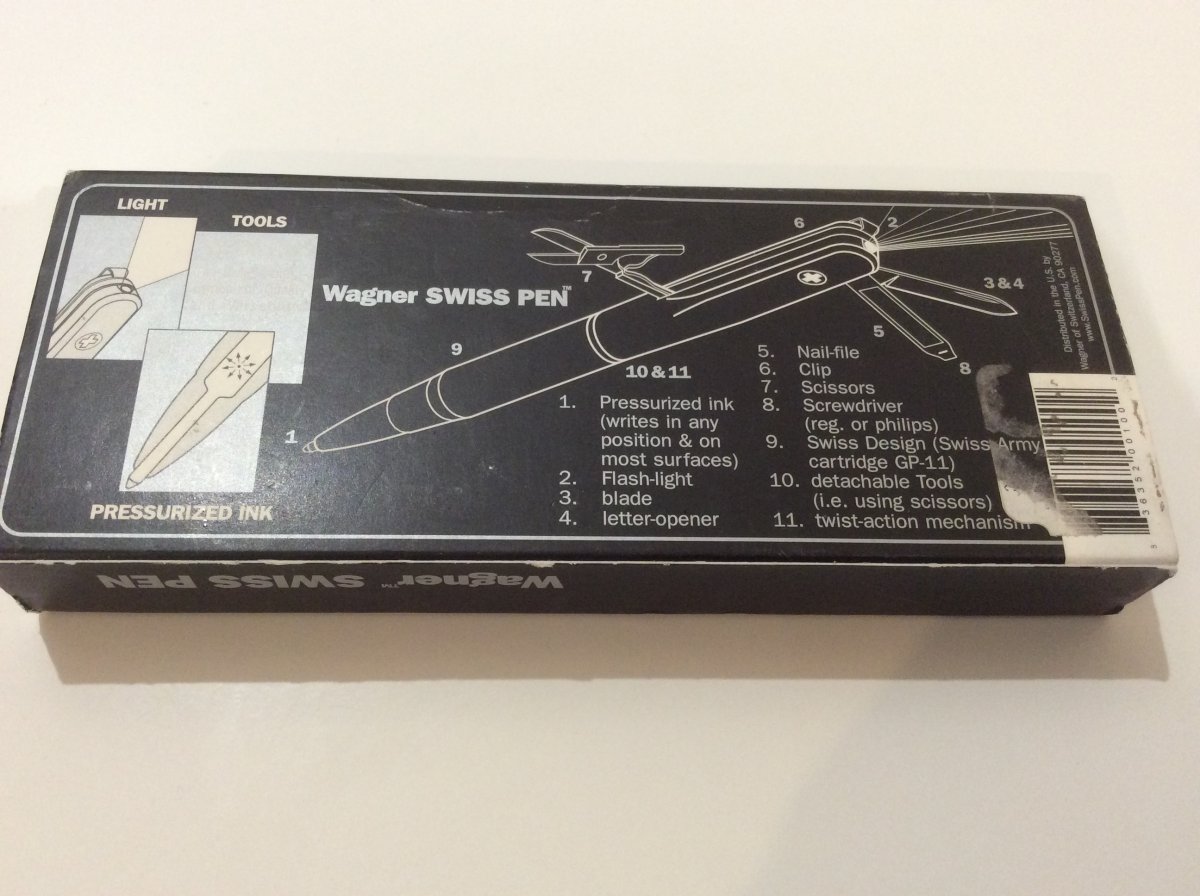 LIGHT
TOOLS
PRESSURIZED INK
Wagner SWISS PEN™
1
9
7
6
2
3 & 4
5
8
10 & 11
1. Pressurized ink
(writes in any
position & on
most surfaces)
2. Flash-light
3. blade
4. letter-opener
5. Nail-file
6. Clip
7. Scissors
8. Screwdriver
(reg. or philips)
9. Swiss Design (Swiss Army
cartridge GP-11)
10. detachable Tools
(i.e. using scissors)
11. twist-action mechanism
Distributed in the U.S. by
Wagner of Switzerland, CA 90277
www.SwissPen.com
Wagner™ SWISS PEN